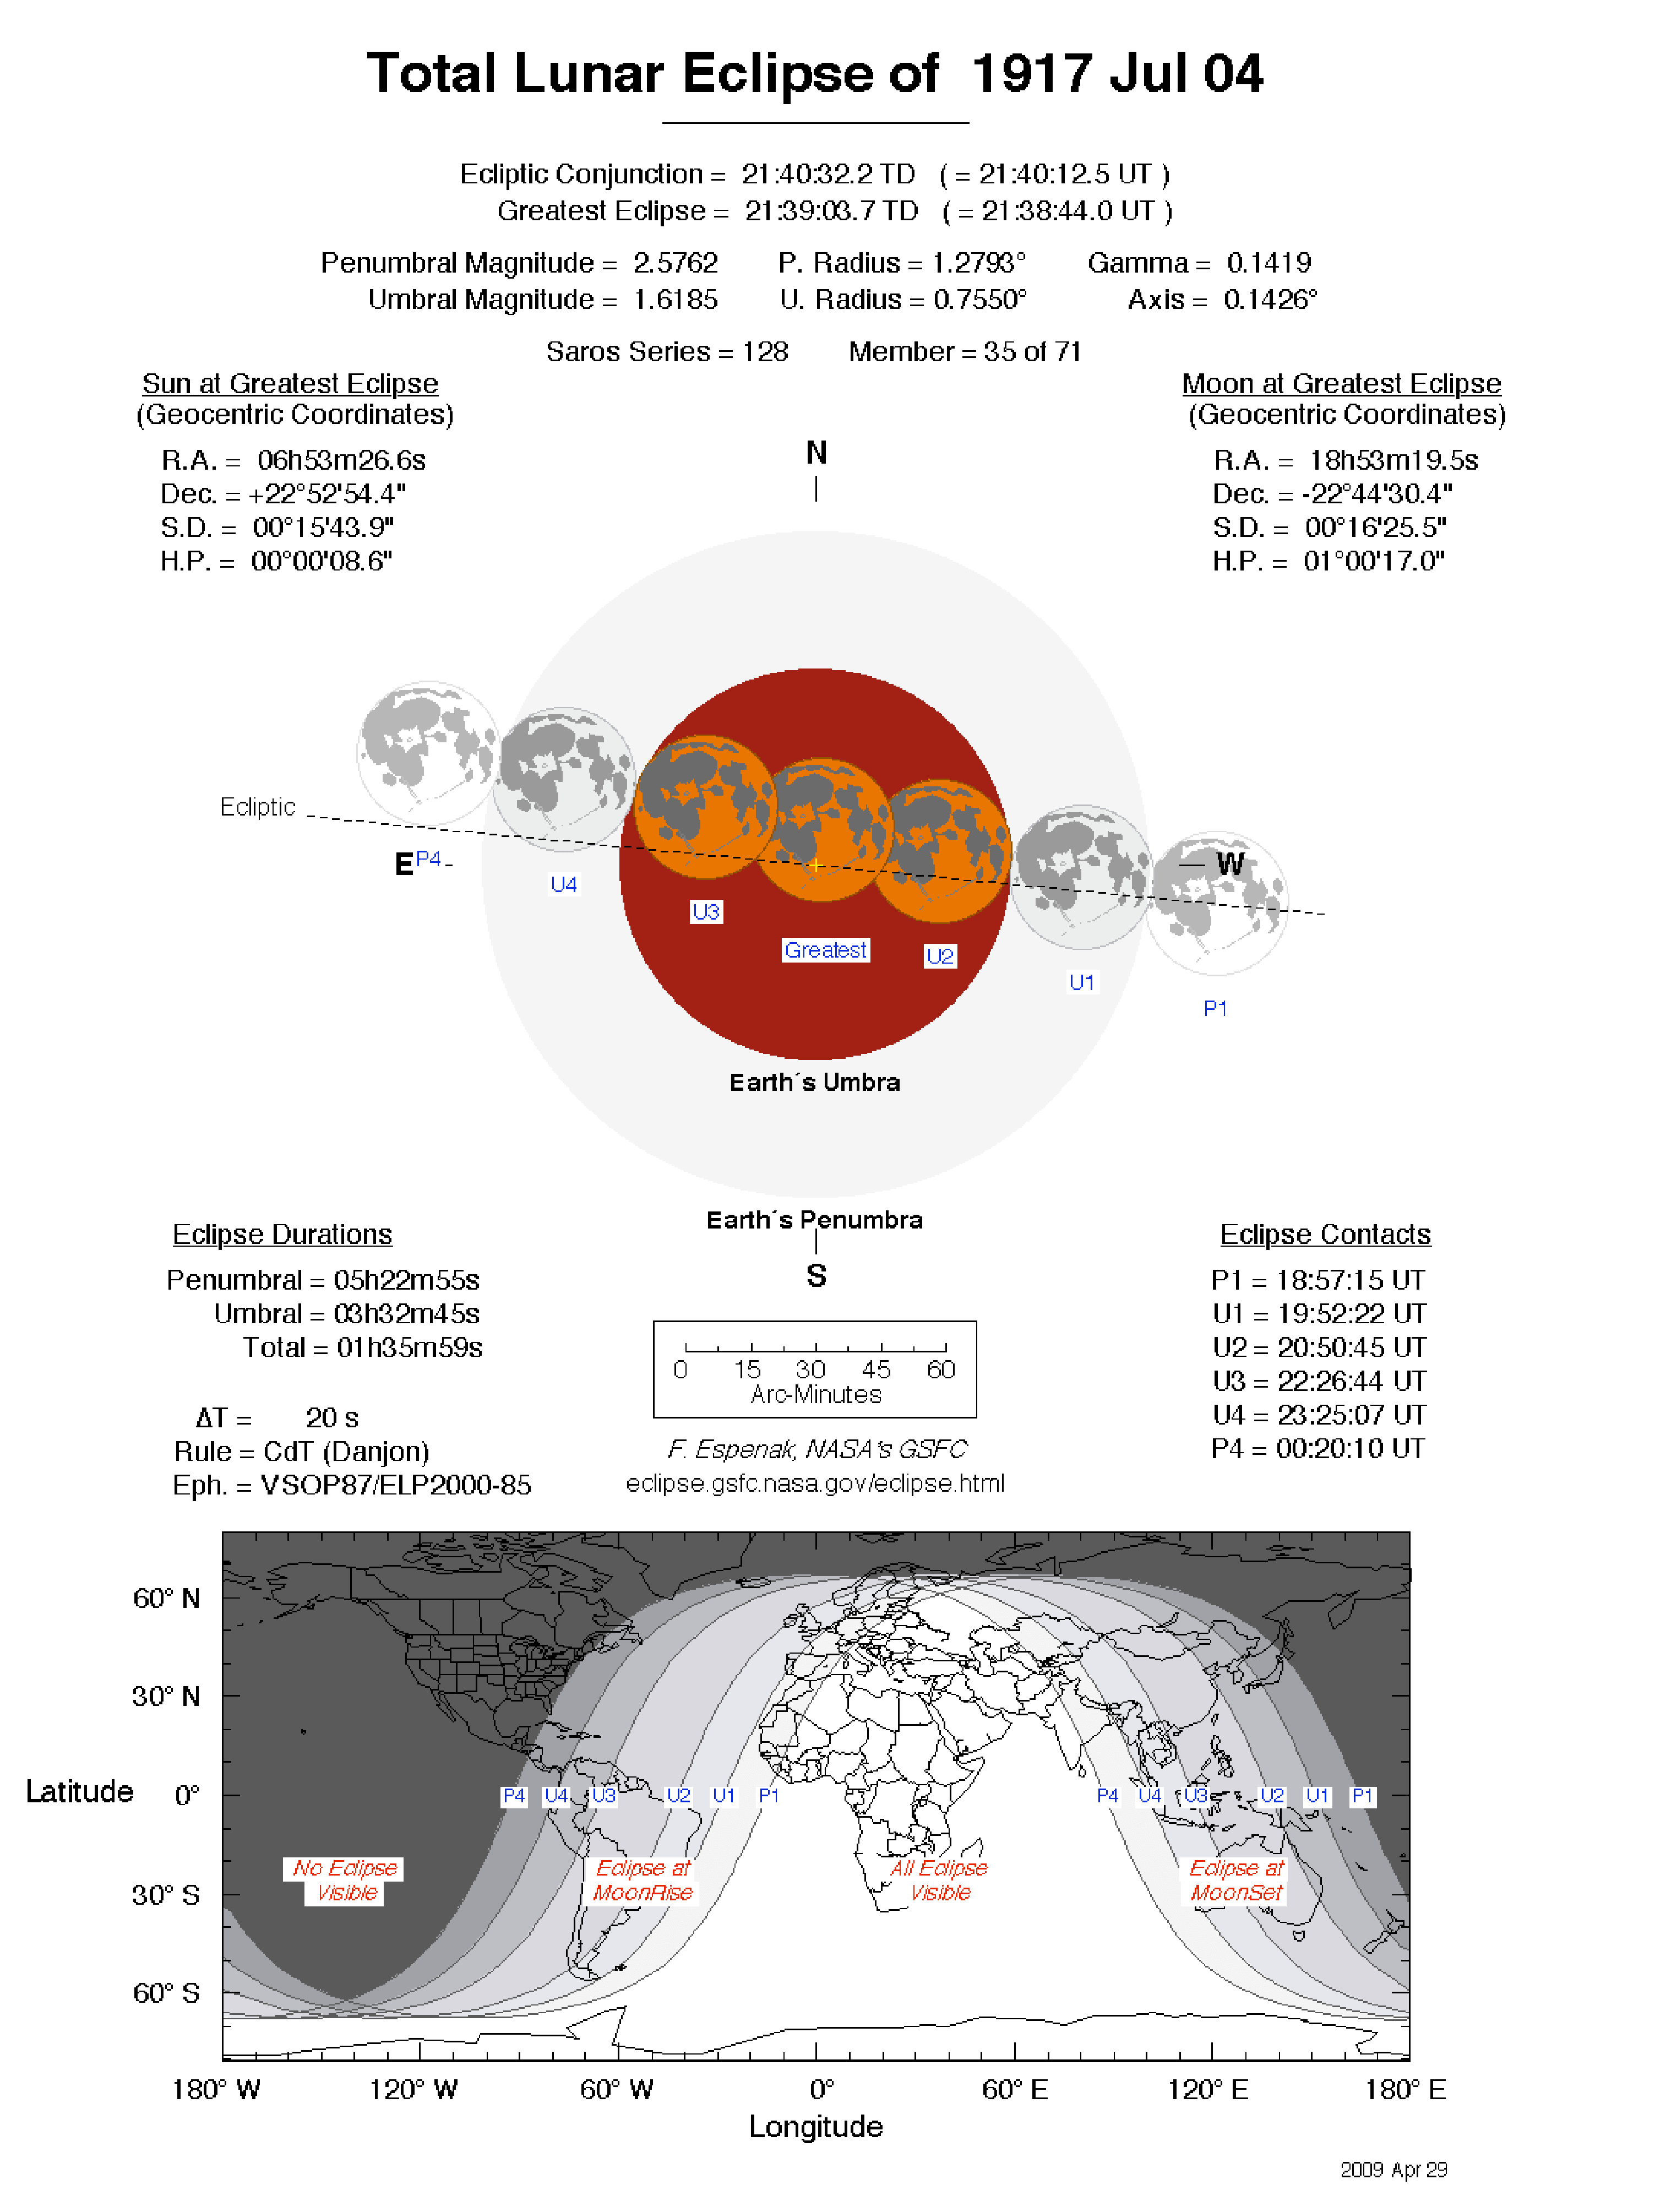 Total Lunar Eclipse of 1917 Jul 04
Ecliptic Conjunction = 21:40:32.2 TD ( = 21:40:12.5 UT )
Greatest Eclipse = 21:39:03.7 TD ( = 21:38:44.0 UT )
Penumbral Magnitude = 2.5762 P. Radius = 1.2793° Gamma = 0.1419
Umbral Magnitude = 1.6185 U. Radius = 0.7550° Axis = 0.1426°
Saros Series = 128 Member = 35 of 71
Sun at Greatest Eclipse
(Geocentric Coordinates)
R.A. = 06h53m26.6s
Dec. = +22°52'54.4"
S.D. = 00°15'43.9"
H.P. = 00°00'08.6"
Moon at Greatest Eclipse
(Geocentric Coordinates)
R.A. = 18h53m19.5s
Dec. = -22°44'30.4"
S.D. = 00°16'25.5"
H.P. = 01°00'17.0"
N
Ecliptic
E P4
W
U4
U3
Greatest
U2
U1
P1
Earth´s Umbra
Earth´s Penumbra
S
Eclipse Durations
Penumbral = 05h22m55s
Umbral = 03h32m45s
Total = 01h35m59s
ΔT = 20 s
Rule = CdT (Danjon)
Eph. = VSOP87/ELP2000-85
0 15 30 45 60
Arc-Minutes
F. Espenak, NASA's GSFC
eclipse.gsfc.nasa.gov/eclipse.html
Eclipse Contacts
P1 = 18:57:15 UT
U1 = 19:52:22 UT
U2 = 20:50:45 UT
U3 = 22:26:44 UT
U4 = 23:25:07 UT
P4 = 00:20:10 UT
60° N
30° N
Latitude 0°
30° S
60° S
P4 U4 U3 U2 U1 P1 P4 U4 U3 U2 U1 P1
No Eclipse
Visible
Eclipse at
MoonRise
All Eclipse
Visible
Eclipse at
MoonSet
180° W 120° W 60° W 0° 60° E 120° E 180° E
Longitude
2009 Apr 29